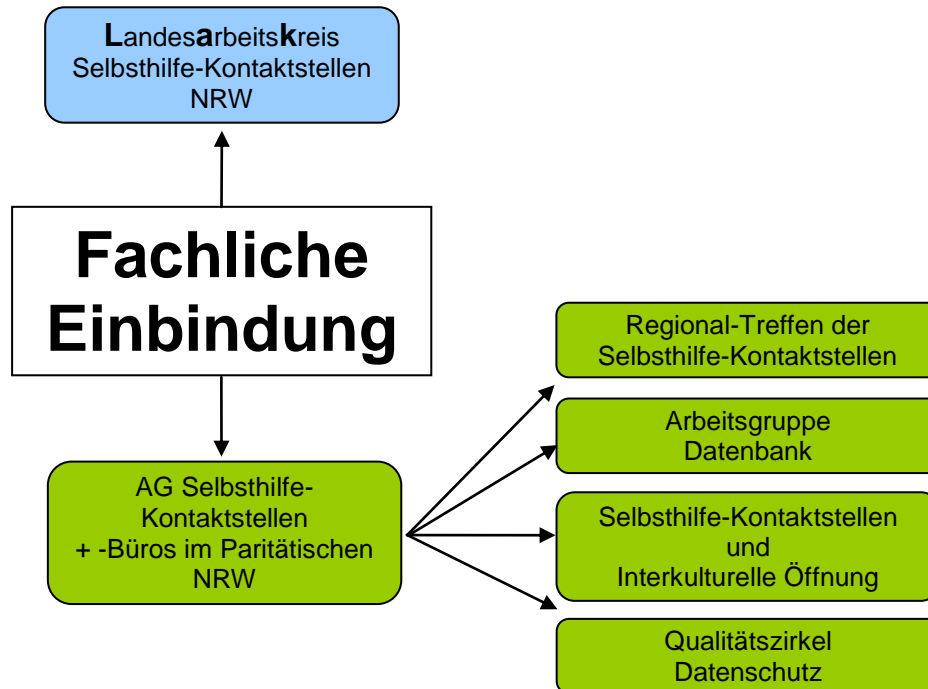 Landesarbeitskreis
Selbsthilfe-Kontaktstellen
NRW
Fachliche
Einbindung
AG Selbsthilfe-
Kontaktstellen
+ -Büros im Paritätischen
NRW
Regional-Treffen der
Selbsthilfe-Kontaktstellen
Arbeitsgruppe
Datenbank
Selbsthilfe-Kontaktstellen
und
Interkulturelle Öffnung
Qualitätszirkel
Datenschutz